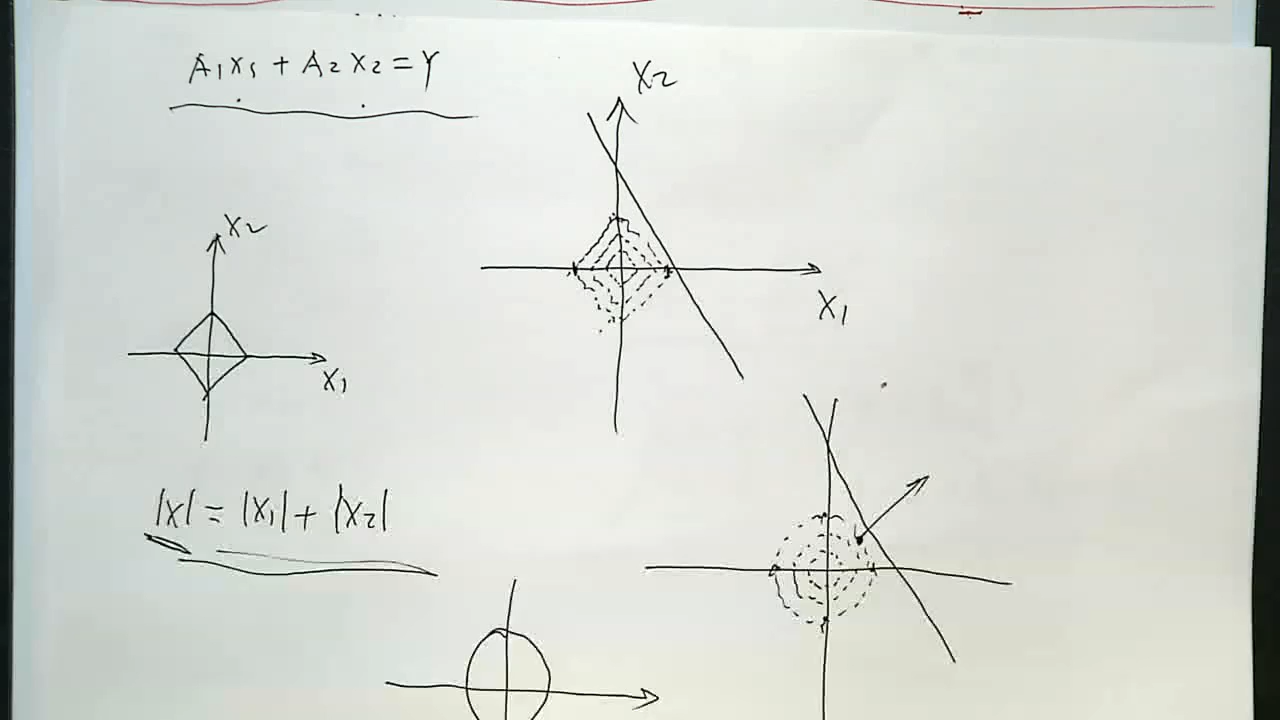 A₁x₁ + A₂x₂ = Y
x₂
x₁
x₂
x₁
|x| = |x₁| + |x₂|